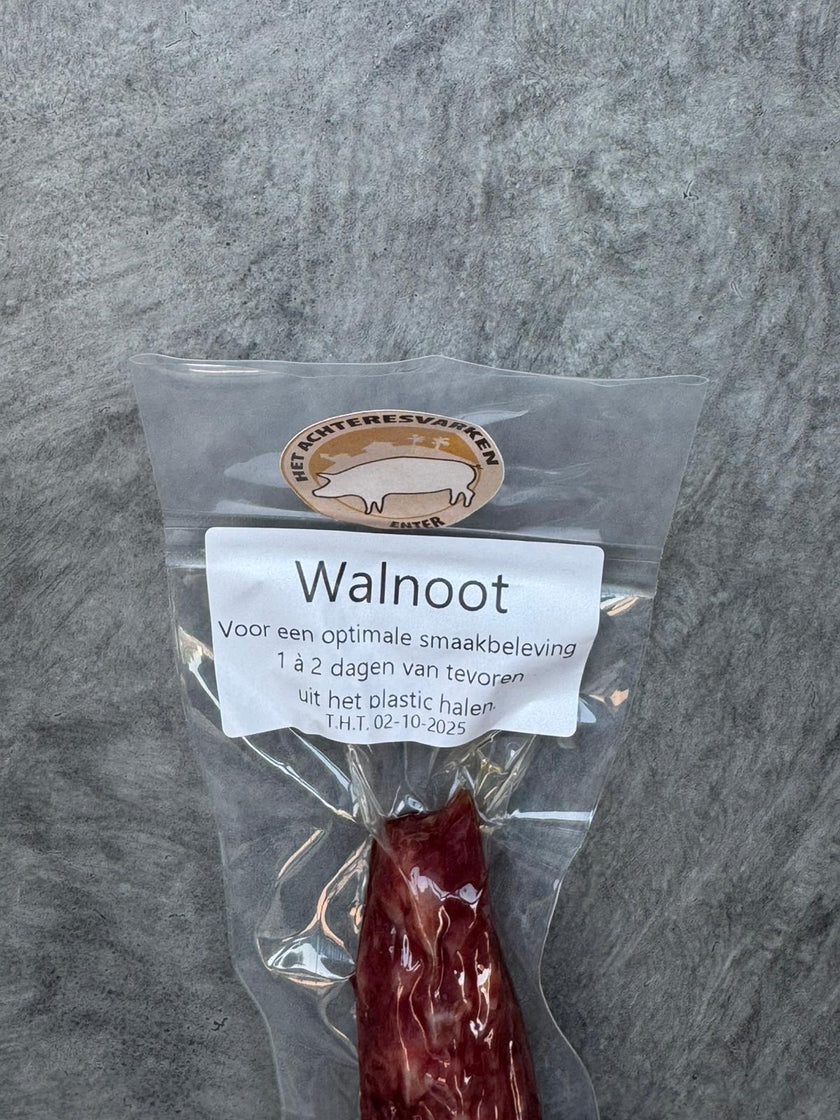 HET ACHTERESVARKEN
ENTER
Walnoot
Voor een optimale smaakbeleving
1 à 2 dagen van tevoren
uit het plastic halen.
T.H.T. 02-10-2025